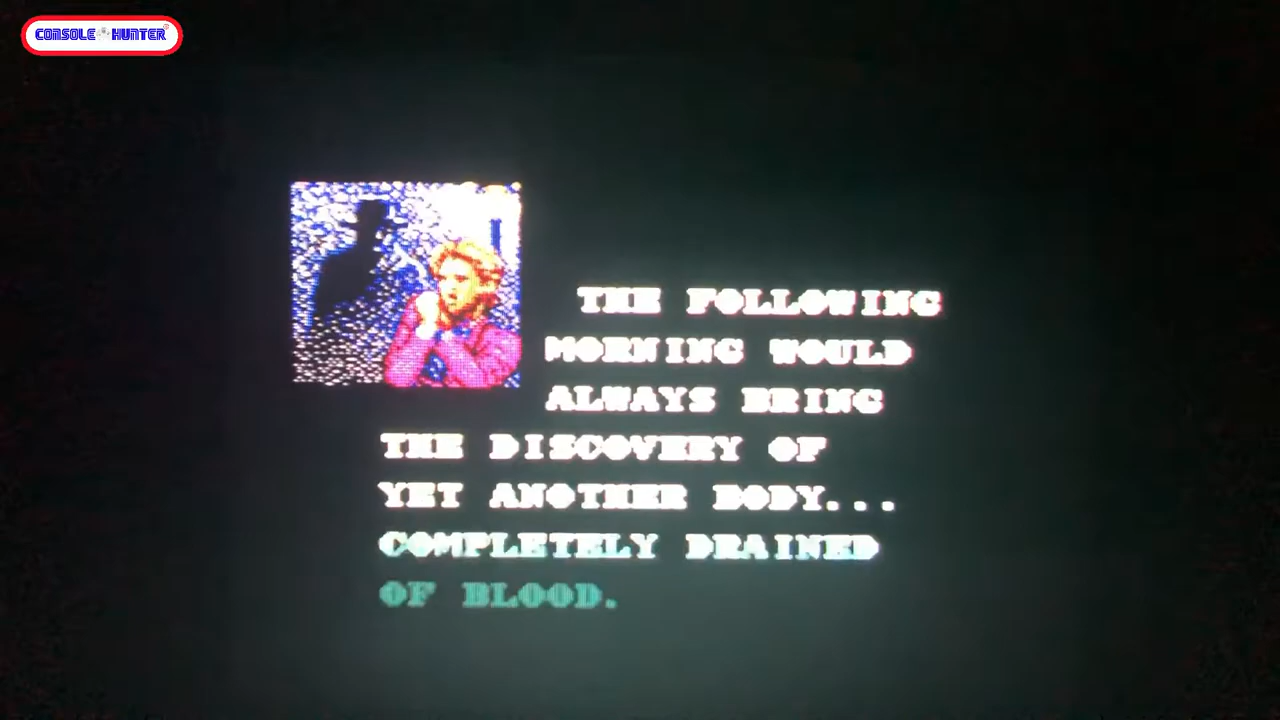 CONSOLE HUNTER
THE FOLLOWING
MORNING WOULD
ALWAYS BRING
THE DISCOVERY OF
YET ANOTHER BODY...
COMPLETELY DRAINED
OF BLOOD.